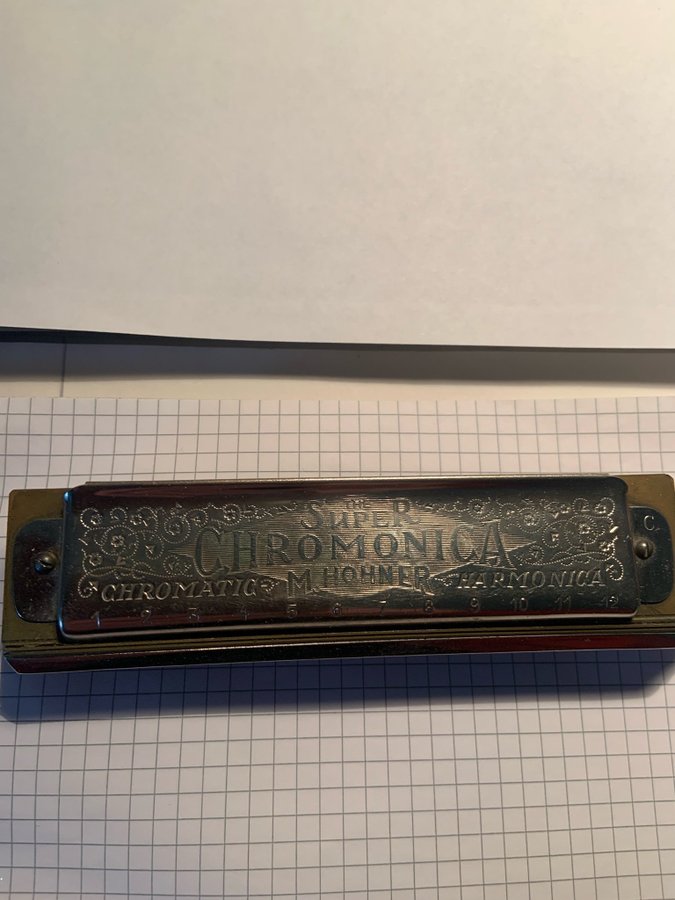 THE
SUPER
CHROMONICA
CHROMATIC M. HOHNER HARMONICA
1 2 3 4 5 6 7 8 9 10 11 12
C